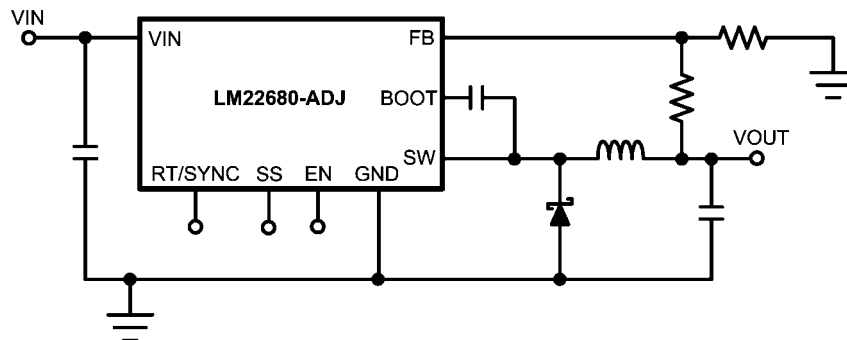 VIN
VIN
FB
LM22680-ADJ
BOOT
SW
VOUT
RT/SYNC SS EN GND